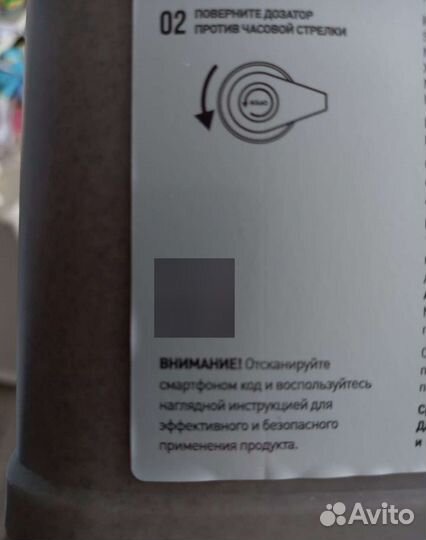 02 ПОВЕРНИТЕ ДОЗАТОР
ПРОТИВ ЧАСОВОЙ СТРЕЛКИ
ВНИМАНИЕ! Отсканируйте
смартфоном код и воспользуйтесь
наглядной инструкцией для
эффективного и безопасного
применения продукта.
Avito